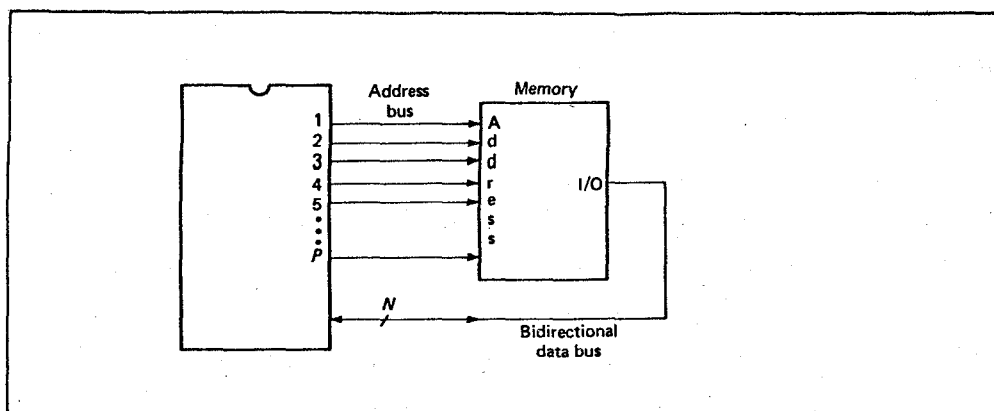 Address
bus
Memory
1
2
3
4
5
P
A
d
d
r
e
s
s
I/O
N
Bidirectional
data bus